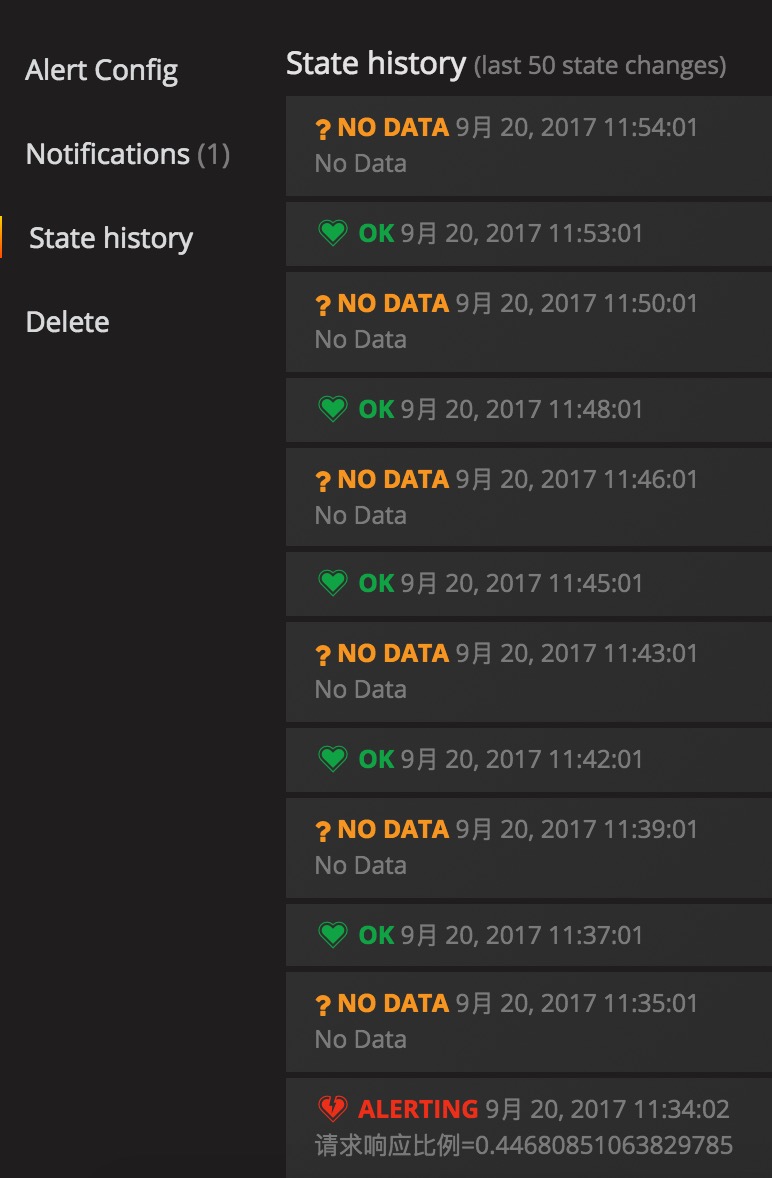 Alert Config
Notifications (1)
State history
Delete
State history (last 50 state changes)
? NO DATA 9月 20, 2017 11:54:01
No Data
OK 9月 20, 2017 11:53:01
? NO DATA 9月 20, 2017 11:50:01
No Data
OK 9月 20, 2017 11:48:01
? NO DATA 9月 20, 2017 11:46:01
No Data
OK 9月 20, 2017 11:45:01
? NO DATA 9月 20, 2017 11:43:01
No Data
OK 9月 20, 2017 11:42:01
? NO DATA 9月 20, 2017 11:39:01
No Data
OK 9月 20, 2017 11:37:01
? NO DATA 9月 20, 2017 11:35:01
No Data
ALERTING 9月 20, 2017 11:34:02
请求响应比例=0.44680851063829785